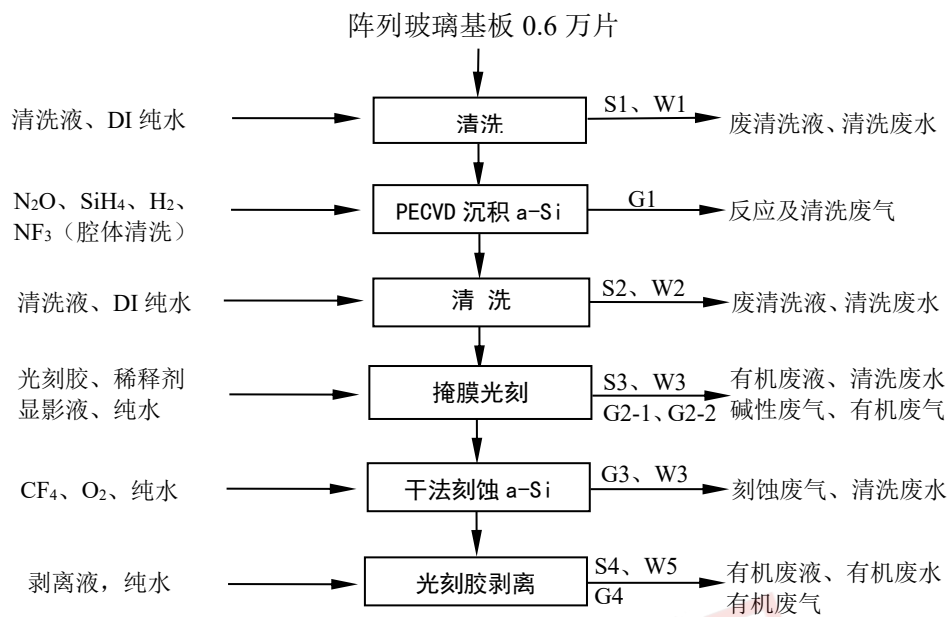 阵列玻璃基板 0.6 万片
清洗液、DI 纯水
清洗
S1、W1
废清洗液、清洗废水
N₂O、SiH₄、H₂、
NF₃（腔体清洗）
PECVD 沉积 a-Si
G1
反应及清洗废气
清洗液、DI 纯水
清 洗
S2、W2
废清洗液、清洗废水
光刻胶、稀释剂
显影液、纯水
掩膜光刻
S3、W3
G2-1、G2-2
有机废液、清洗废水
碱性废气、有机废气
CF₄、O₂、纯水
干法刻蚀 a-Si
G3、W3
刻蚀废气、清洗废水
剥离液，纯水
光刻胶剥离
S4、W5
G4
有机废液、有机废水
有机废气